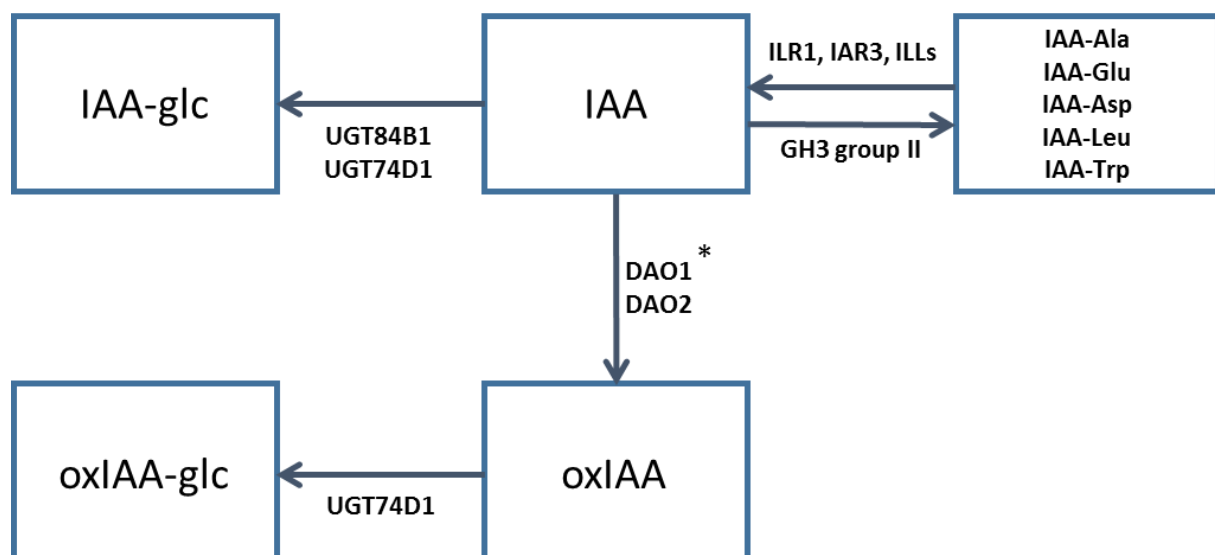 IAA-glc
UGT84B1
UGT74D1
IAA
ILR1, IAR3, ILLs
GH3 group II
IAA-Ala
IAA-Glu
IAA-Asp
IAA-Leu
IAA-Trp
DAO1 *
DAO2
oxIAA-glc
UGT74D1
oxIAA